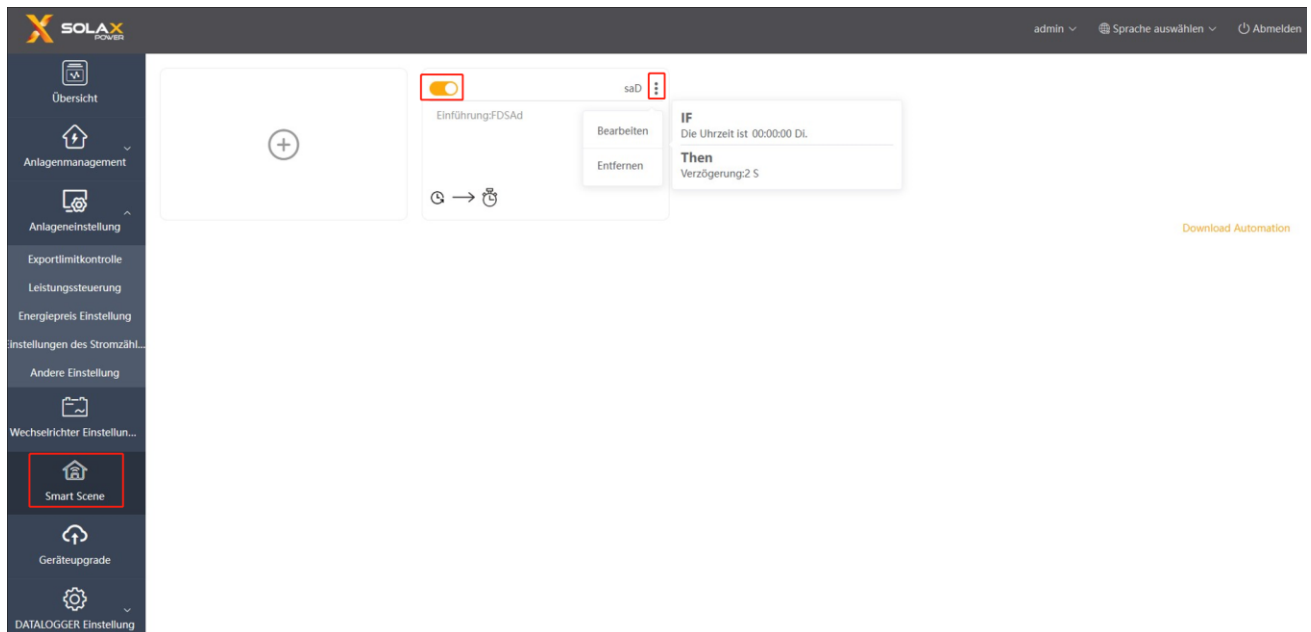 SOLAX
POWER
admin
Sprache auswählen
Abmelden
Übersicht
Anlagenmanagement
Anlageneinstellung
Exportlimitkontrolle
Leistungssteuerung
Energiepreis Einstellung
instellungen des Stromzähl...
Andere Einstellung
Wechselrichter Einstellun...
Smart Scene
Geräteupgrade
DATALOGGER Einstellung
saD
Einführung:FDSAd
Bearbeiten
Entfernen
IF
Die Uhrzeit ist 00:00:00 Di.
Then
Verzögerung:2 S
Download Automation